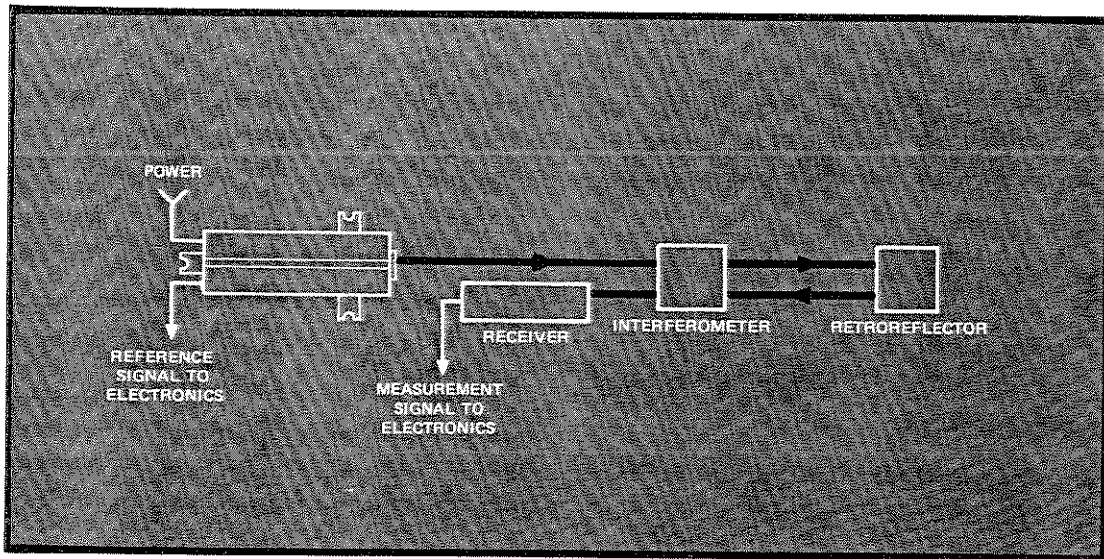 POWER
RECEIVER
INTERFEROMETER
RETROREFLECTOR
REFERENCE
SIGNAL TO
ELECTRONICS
MEASUREMENT
SIGNAL TO
ELECTRONICS